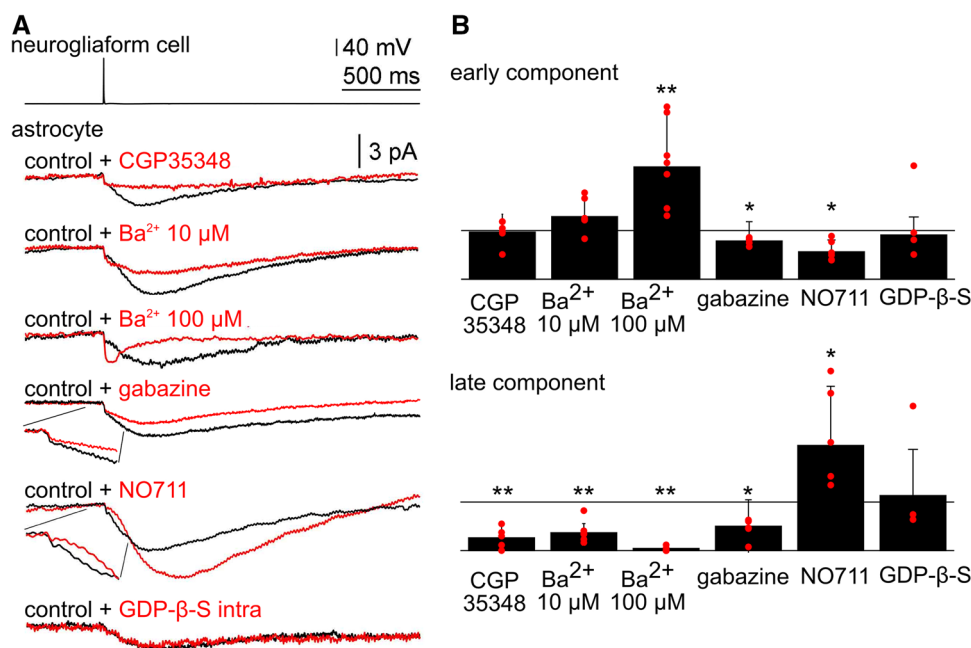 A
neurogliaform cell
40 mV
500 ms
astrocyte
3 pA
control + CGP35348
control + Ba²⁺ 10 µM
control + Ba²⁺ 100 µM
control + gabazine
control + NO711
control + GDP-β-S intra
B
early component
**
* *
CGP 35348
Ba²⁺ 10 µM
Ba²⁺ 100 µM
gabazine
NO711
GDP-β-S
late component
*
** ** ** *
CGP 35348
Ba²⁺ 10 µM
Ba²⁺ 100 µM
gabazine
NO711
GDP-β-S